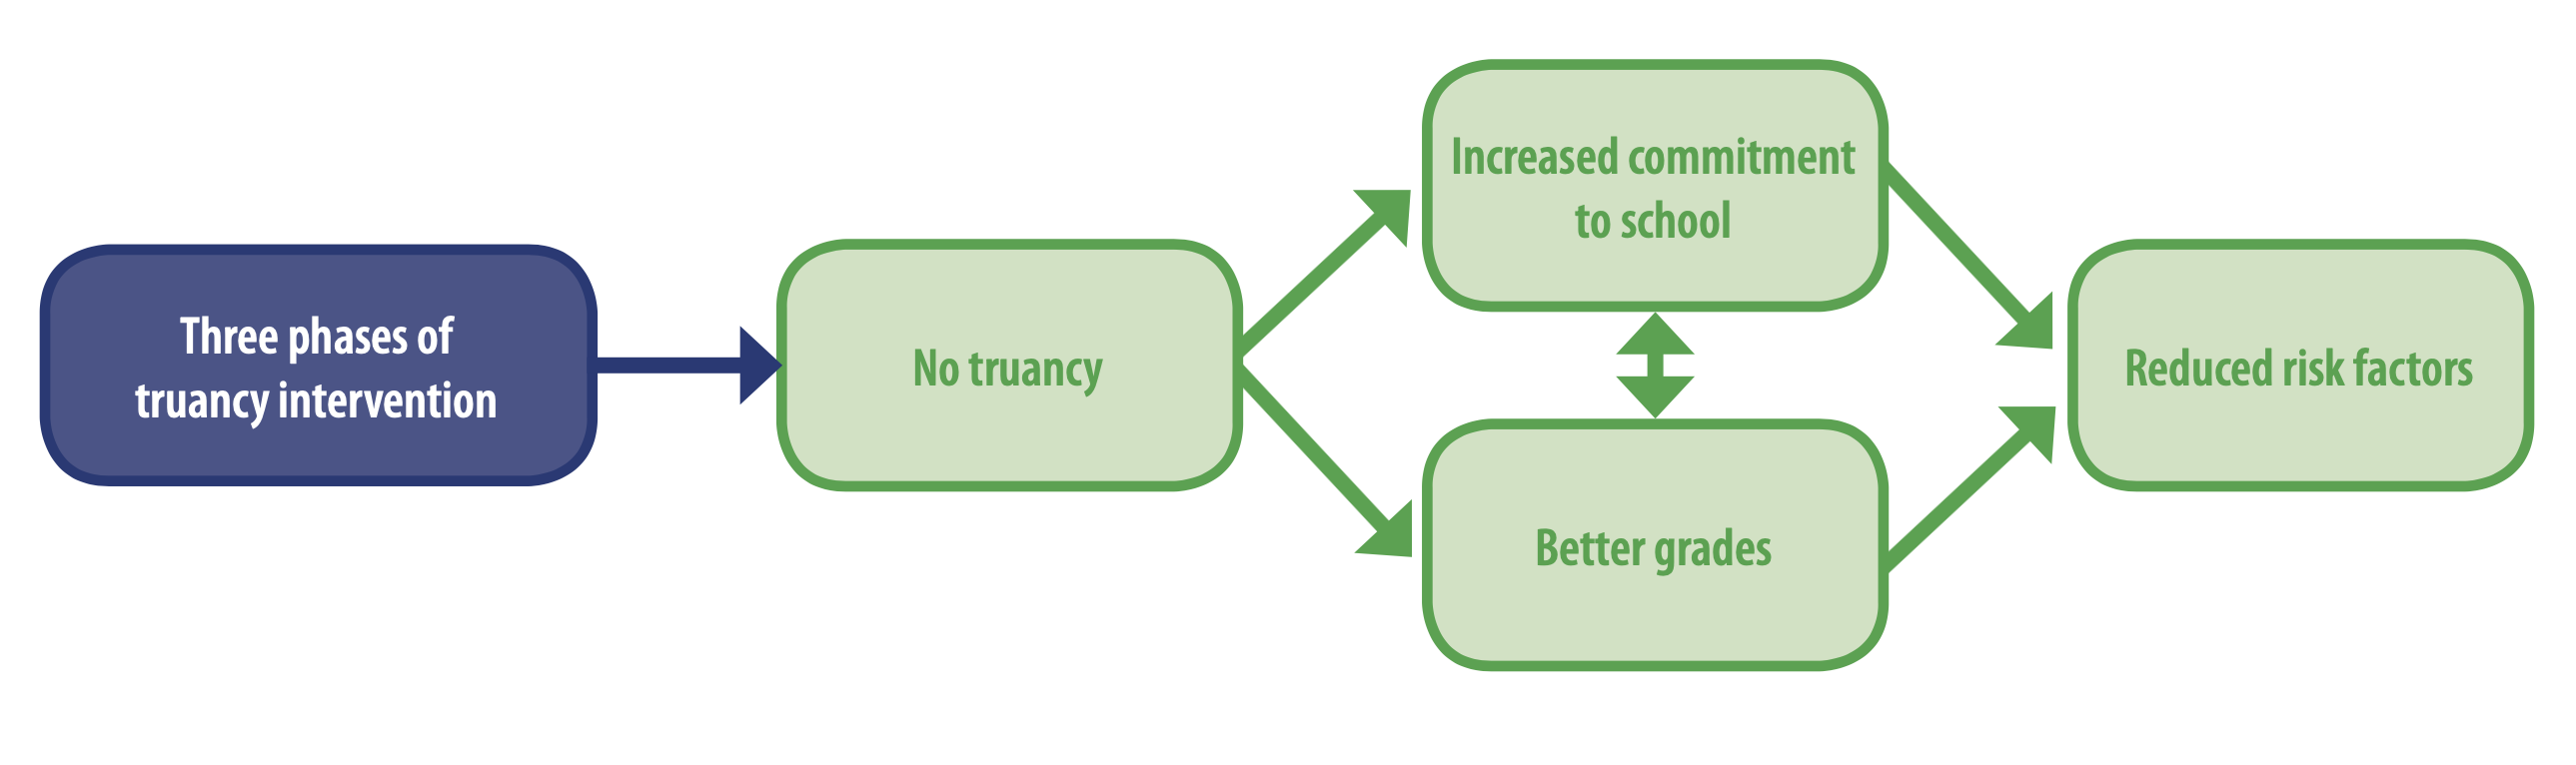 Three phases of
truancy intervention
No truancy
Increased commitment
to school
Better grades
Reduced risk factors